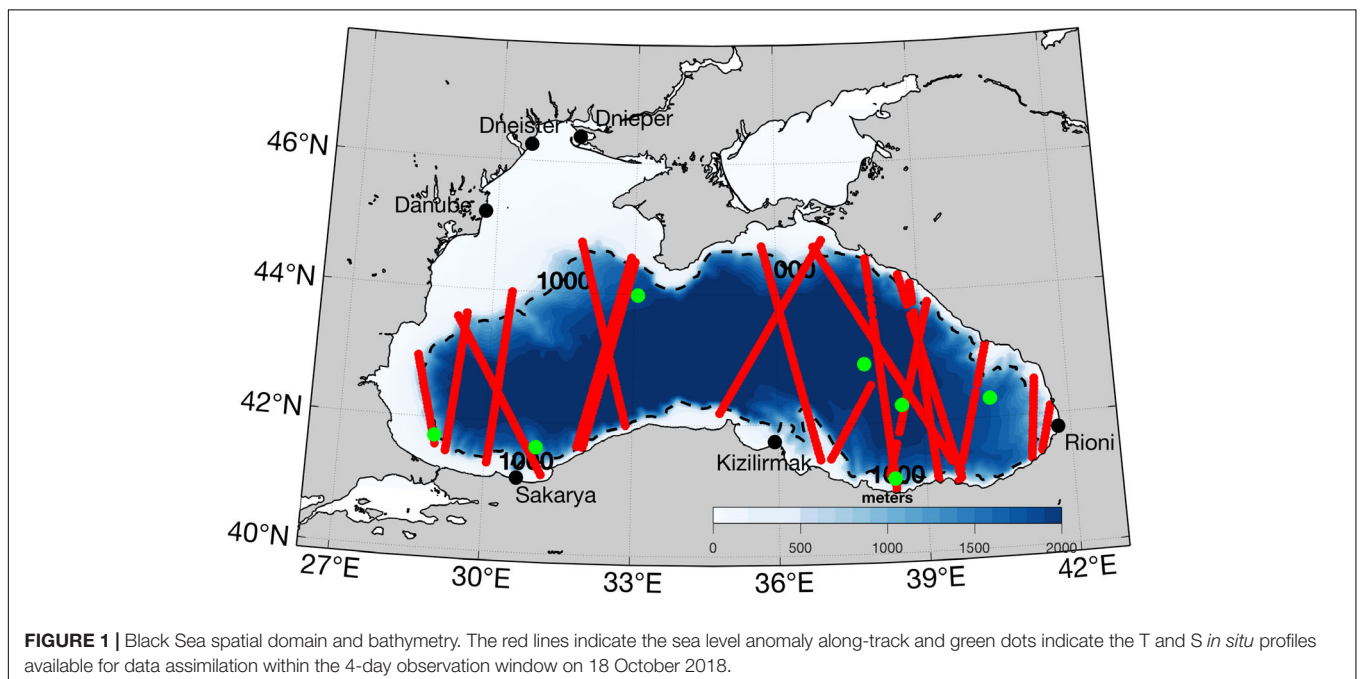 Dneister
Dnieper
46°N
Danube
44°N
1000
000
42°N
Rioni
Kizilirmak
1000
1000
Sakarya
meters
40°N
0 500 1000 1500 2000
27°E 30°E 33°E 36°E 39°E 42°E
FIGURE 1 | Black Sea spatial domain and bathymetry. The red lines indicate the sea level anomaly along-track and green dots indicate the T and S in situ profiles
available for data assimilation within the 4-day observation window on 18 October 2018.